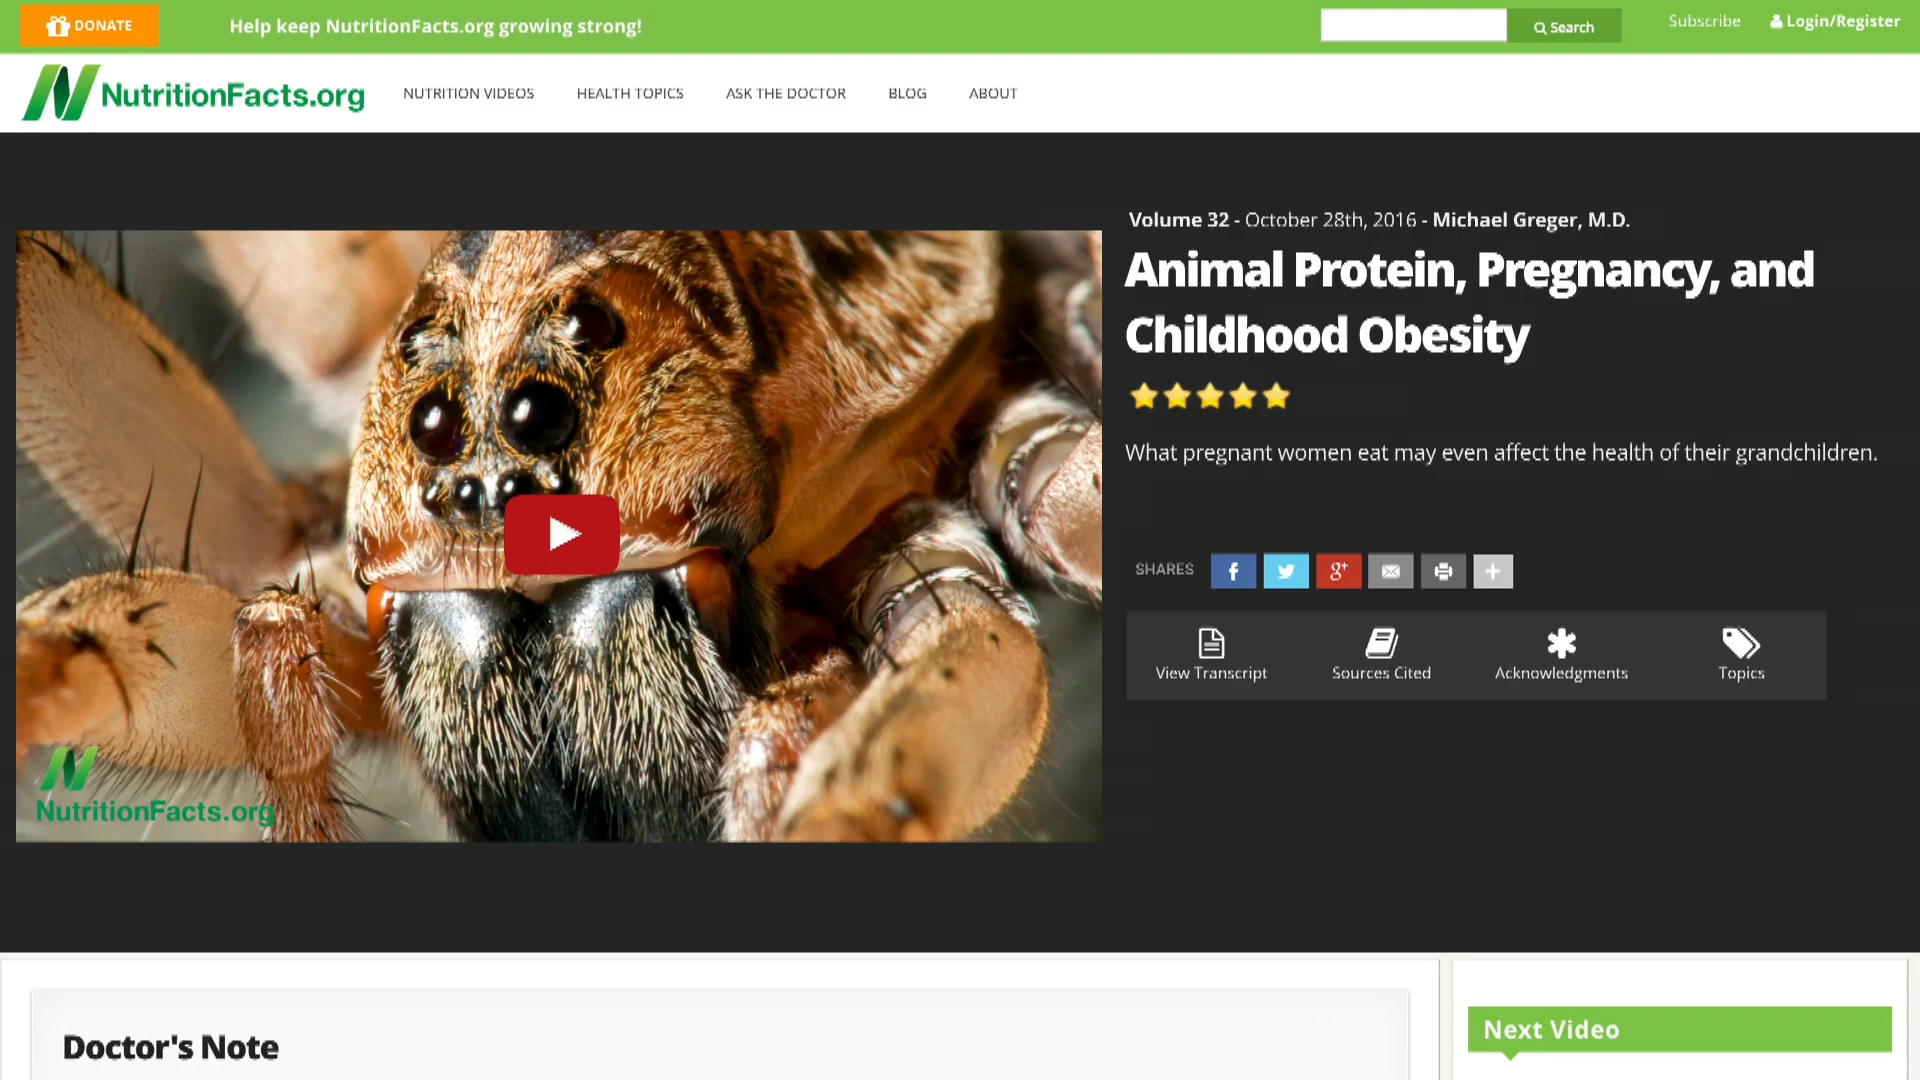 DONATE
Help keep NutritionFacts.org growing strong!
Search
Subscribe
Login/Register
NutritionFacts.org
NUTRITION VIDEOS
HEALTH TOPICS
ASK THE DOCTOR
BLOG
ABOUT
Volume 32 - October 28th, 2016 - Michael Greger, M.D.
Animal Protein, Pregnancy, and
Childhood Obesity
What pregnant women eat may even affect the health of their grandchildren.
SHARES
View Transcript
Sources Cited
Acknowledgments
Topics
NutritionFacts.org
Doctor's Note
Next Video